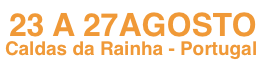 23 A 27AGOSTO
Caldas da Rainha - Portugal